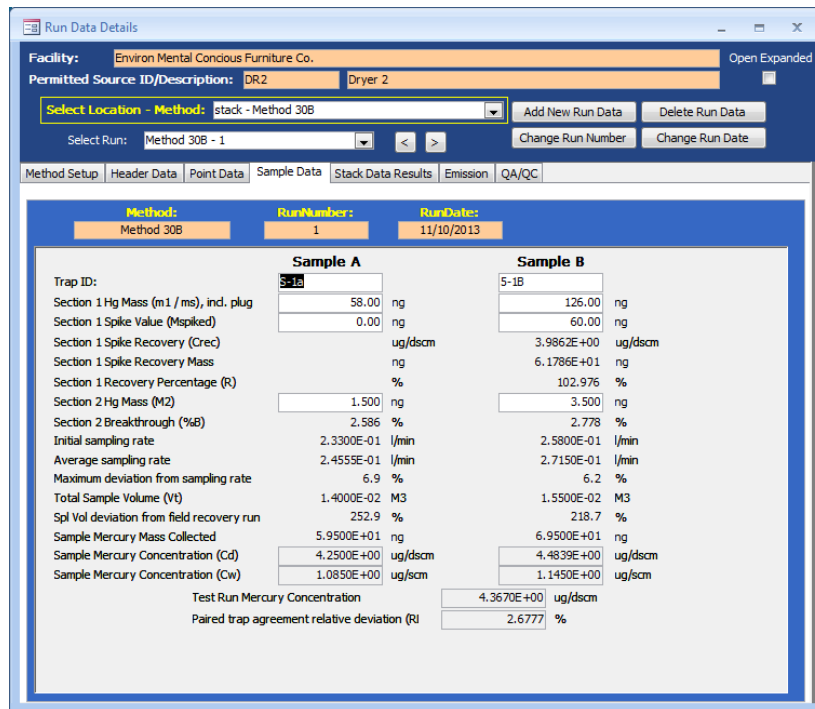 Run Data Details
Facility: Environ Mental Concious Furniture Co. Open Expanded
Permitted Source ID/Description: DR2 Dryer 2
Select Location - Method: stack - Method 30B Add New Run Data Delete Run Data
Select Run: Method 30B - 1 < > Change Run Number Change Run Date
Method Setup Header Data Point Data Sample Data Stack Data Results Emission QA/QC
Method: RunNumber: RunDate:
Method 30B 1 11/10/2013
Sample A Sample B
Trap ID: S-1a 5-1B
Section 1 Hg Mass (m1 / ms), incl. plug 58.00 ng 126.00 ng
Section 1 Spike Value (Mspiked) 0.00 ng 60.00 ng
Section 1 Spike Recovery (Crec) ug/dscm 3.9862E+00 ug/dscm
Section 1 Spike Recovery Mass ng 6.1786E+01 ng
Section 1 Recovery Percentage (R) % 102.976 %
Section 2 Hg Mass (M2) 1.500 ng 3.500 ng
Section 2 Breakthrough (%B) 2.586 % 2.778 %
Initial sampling rate 2.3300E-01 l/min 2.5800E-01 l/min
Average sampling rate 2.4555E-01 l/min 2.7150E-01 l/min
Maximum deviation from sampling rate 6.9 % 6.2 %
Total Sample Volume (Vt) 1.4000E-02 M3 1.5500E-02 M3
Spl Vol deviation from field recovery run 252.9 % 218.7 %
Sample Mercury Mass Collected 5.9500E+01 ng 6.9500E+01 ng
Sample Mercury Concentration (Cd) 4.2500E+00 ug/dscm 4.4839E+00 ug/dscm
Sample Mercury Concentration (Cw) 1.0850E+00 ug/scm 1.1450E+00 ug/scm
Test Run Mercury Concentration 4.3670E+00 ug/dscm
Paired trap agreement relative deviation (RI 2.6777 %